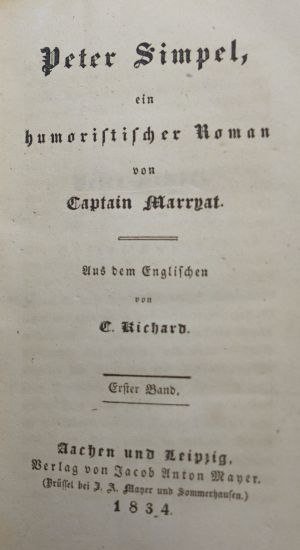 Peter Simpel,
ein
humoriſtiſcher Roman
von
Captain Marryat.
Aus dem Engliſchen
von
C. Richard.
Erſter Band.
Aachen und Leipzig,
Verlag von Jacob Anton Mayer.
(Brüſſel bei J. A. Mayer und Sommerhauſen.)
1834.